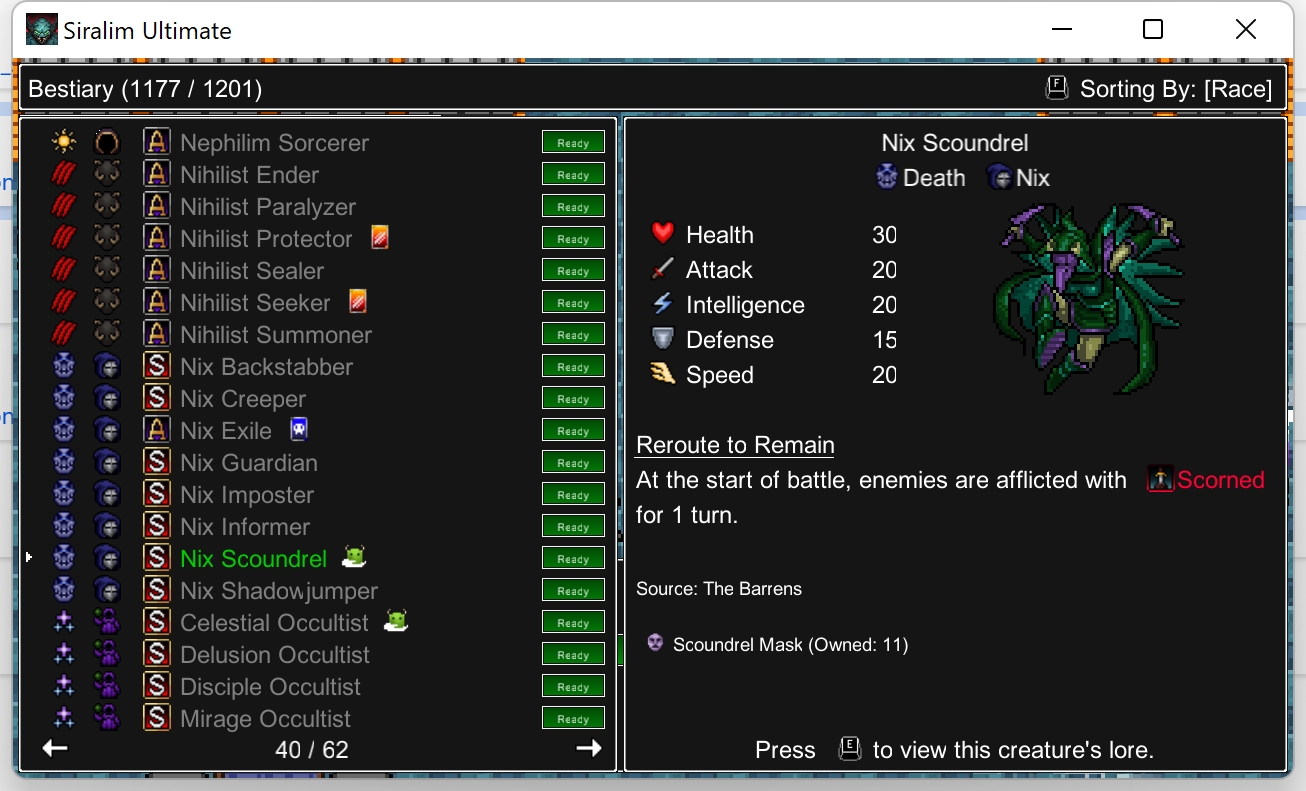 Siralim Ultimate
Bestiary (1177 / 1201)
F Sorting By: [Race]
A Nephilim Sorcerer Ready
A Nihilist Ender Ready
A Nihilist Paralyzer Ready
A Nihilist Protector Ready
A Nihilist Sealer Ready
A Nihilist Seeker Ready
A Nihilist Summoner Ready
S Nix Backstabber Ready
S Nix Creeper Ready
A Nix Exile Ready
S Nix Guardian Ready
S Nix Imposter Ready
S Nix Informer Ready
S Nix Scoundrel Ready
S Nix Shadowjumper Ready
S Celestial Occultist Ready
S Delusion Occultist Ready
S Disciple Occultist Ready
S Mirage Occultist Ready
40 / 62
Nix Scoundrel
Death Nix
Health 30
Attack 20
Intelligence 20
Defense 15
Speed 20
Reroute to Remain
At the start of battle, enemies are afflicted with Scorned
for 1 turn.
Source: The Barrens
Scoundrel Mask (Owned: 11)
Press E to view this creature's lore.